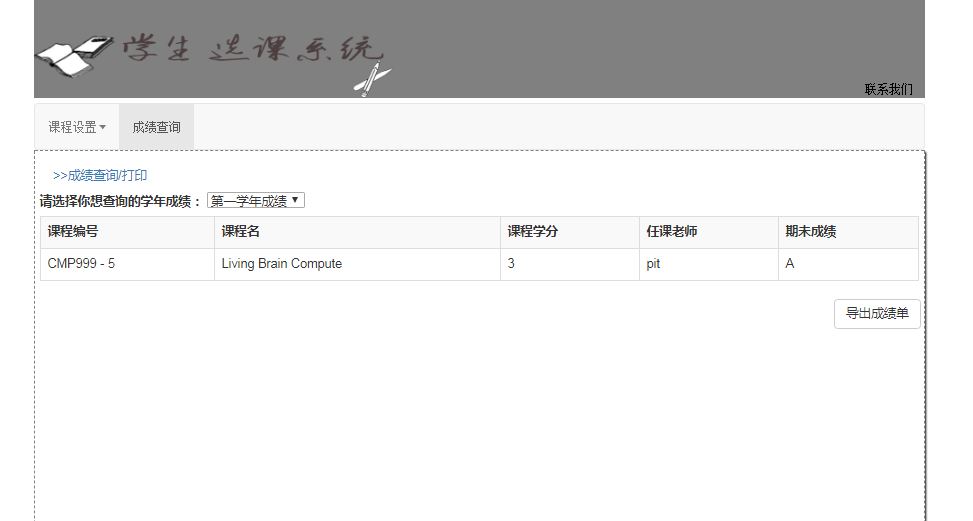 学生选课系统
联系我们
课程设置 成绩查询
>>成绩查询/打印
请选择你想查询的学年成绩： 第一学年成绩
课程编号 课程名 课程学分 任课老师 期末成绩
CMP999 - 5 Living Brain Compute 3 pit A
导出成绩单